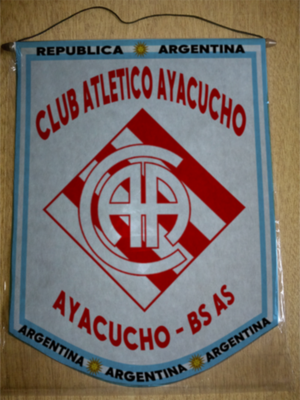 REPUBLICA ARGENTINA
CLUB ATLETICO AYACUCHO
CAA
AYACUCHO - BS AS
ARGENTINA ARGENTINA ARGENTINA